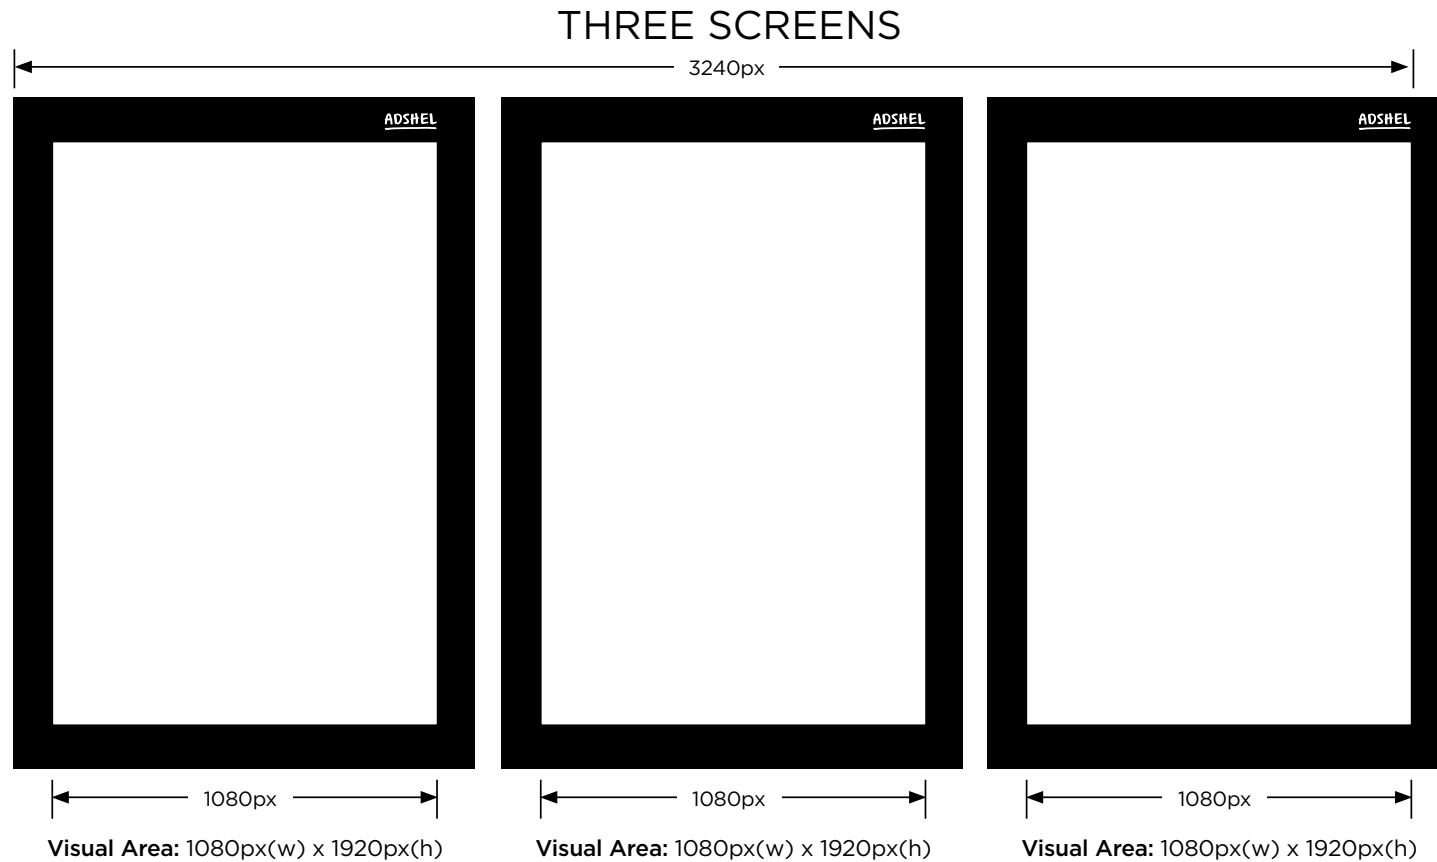 THREE SCREENS
3240px
ADSHEL
ADSHEL
ADSHEL
1080px
1080px
1080px
Visual Area: 1080px(w) x 1920px(h)
Visual Area: 1080px(w) x 1920px(h)
Visual Area: 1080px(w) x 1920px(h)